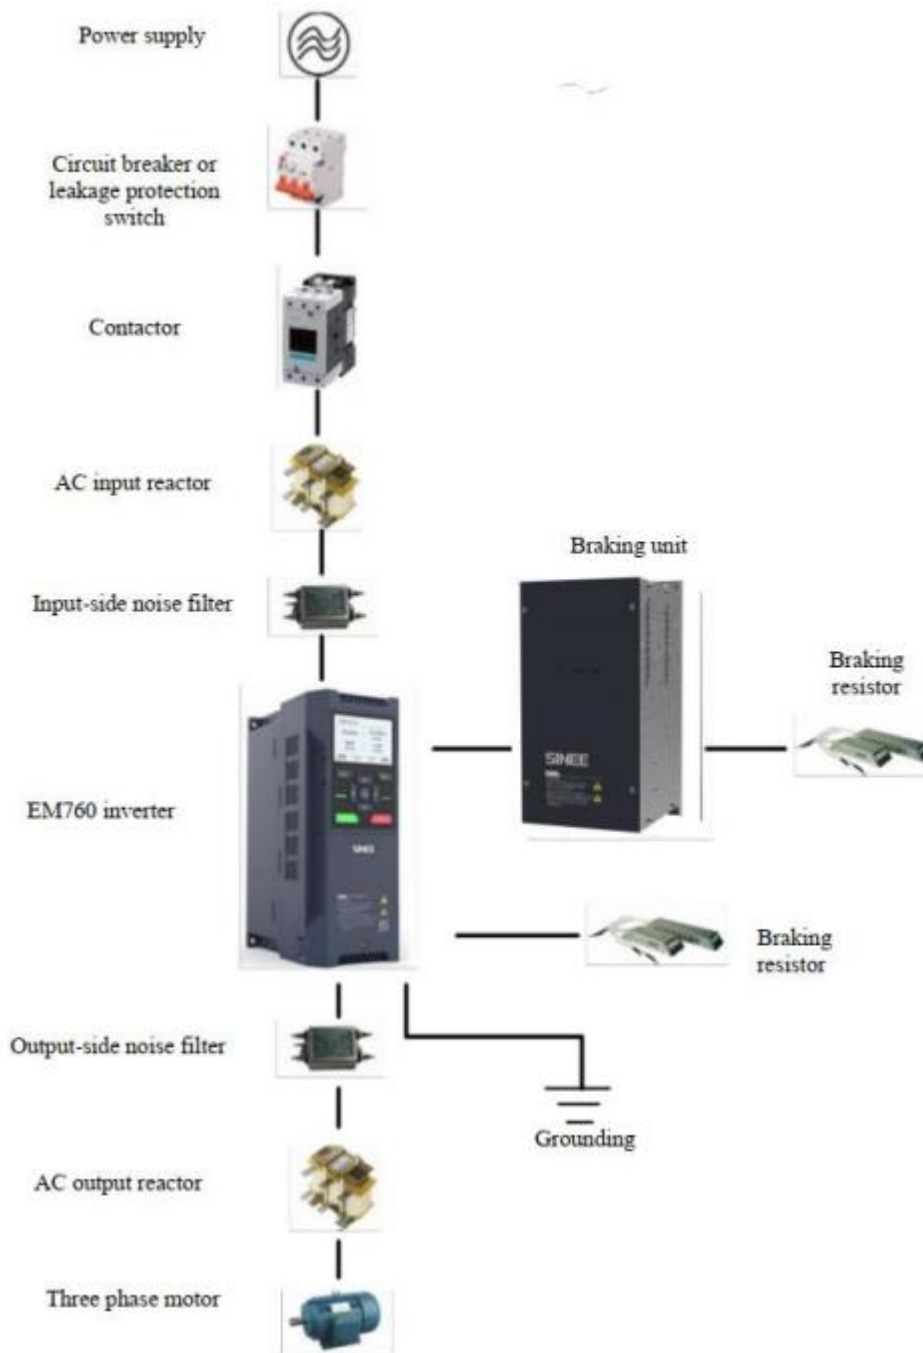 Power supply
Circuit breaker or
leakage protection
switch
Contactor
AC input reactor
Braking unit
Input-side noise filter
Braking
resistor
SINEE
EM760 inverter
SINEE
Braking
resistor
Output-side noise filter
Grounding
AC output reactor
Three phase motor